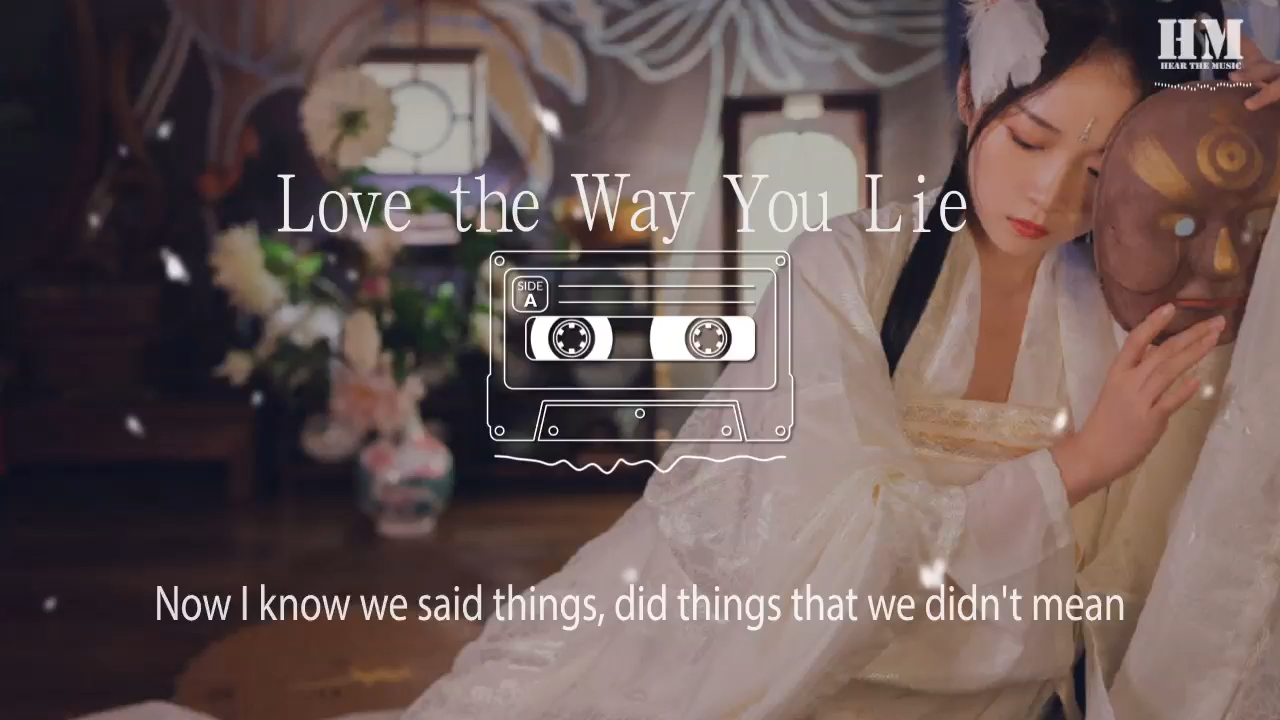 HM
HEAR THE MUSIC
Love the Way You Lie
SIDE
A
Now I know we said things, did things that we didn't mean